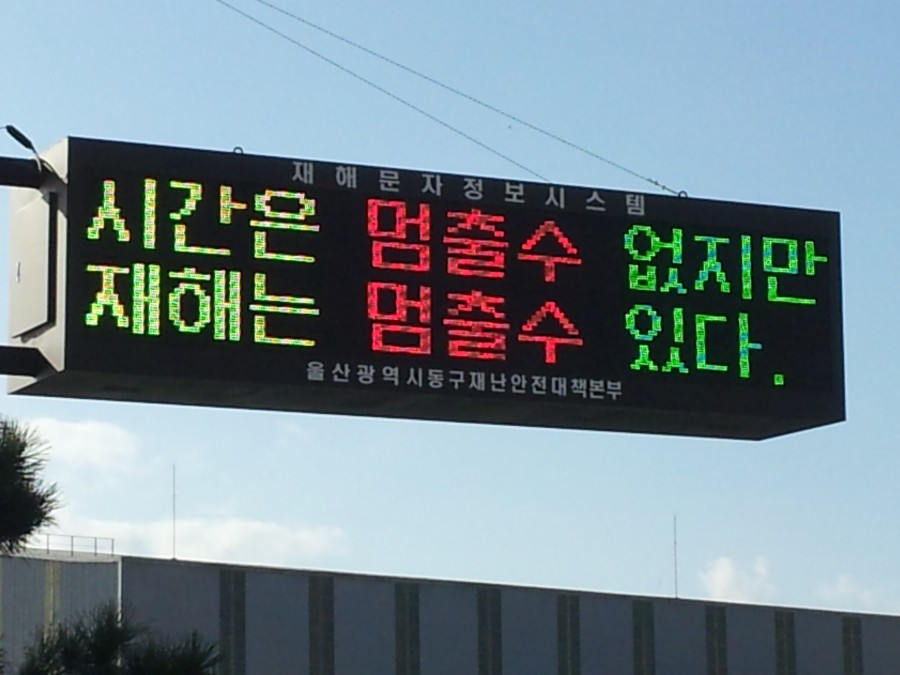 재해문자정보시스템
시간은 멈출수 없지만
재해는 멈출수 있다.
울산광역시동구재난안전대책본부